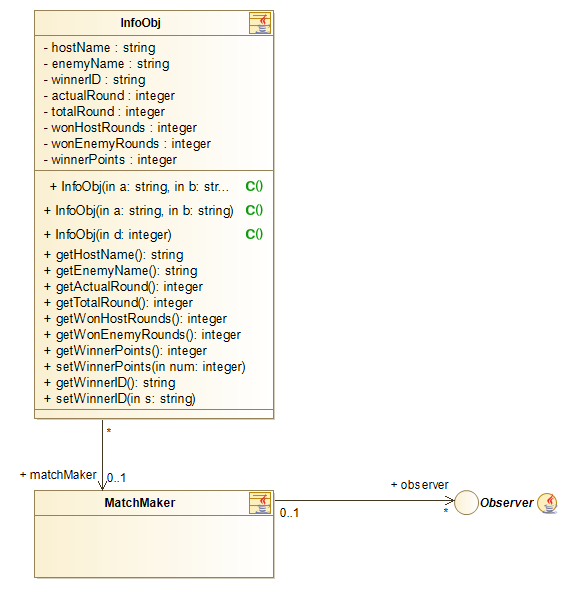 InfoObj
- hostName : string
- enemyName : string
- winnerID : string
- actualRound : integer
- totalRound : integer
- wonHostRounds : integer
- wonEnemyRounds : integer
- winnerPoints : integer
+ InfoObj(in a: string, in b: str... C()
+ InfoObj(in a: string, in b: string) C()
+ InfoObj(in d: integer) C()
+ getHostName(): string
+ getEnemyName(): string
+ getActualRound(): integer
+ getTotalRound(): integer
+ getWonHostRounds(): integer
+ getWonEnemyRounds(): integer
+ getWinnerPoints(): integer
+ setWinnerPoints(in num: integer)
+ getWinnerID(): string
+ setWinnerID(in s: string)
*
+ matchMaker 0..1
MatchMaker
+ observer
0..1
*
Observer